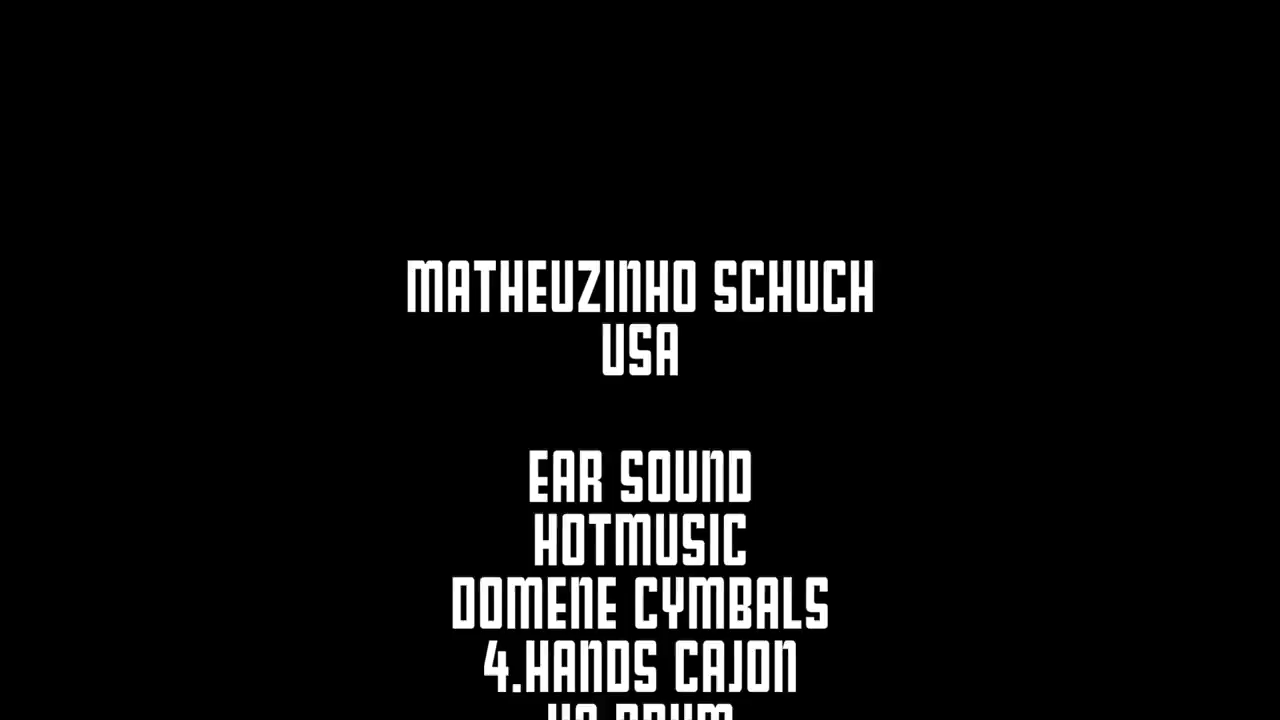 MATHEUZINHO SCHUCH
USA
EAR SOUND
HOTMUSIC
DOMENE CYMBALS
4.HANDS CAJON